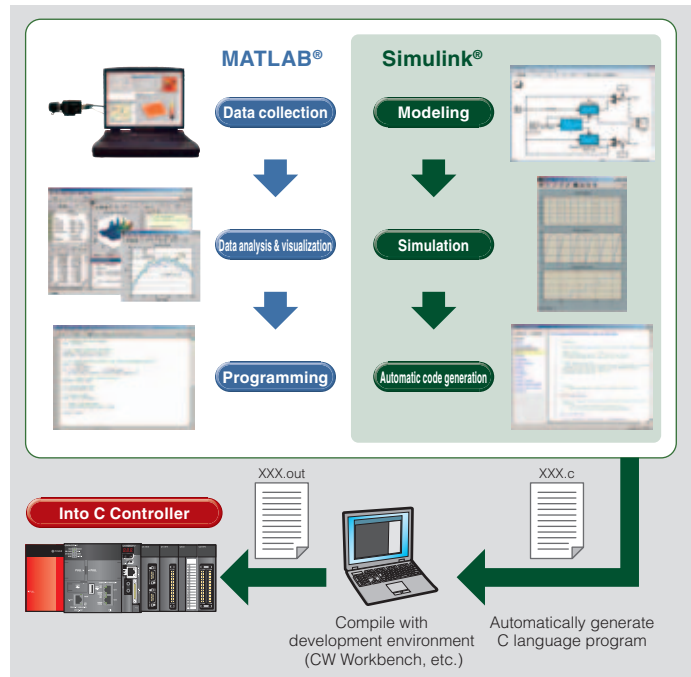 MATLAB®
Simulink®
Data collection
Modeling
Data analysis & visualization
Simulation
Programming
Automatic code generation
XXX.out
XXX.c
Into C Controller
Compile with
development environment
(CW Workbench, etc.)
Automatically generate
C language program